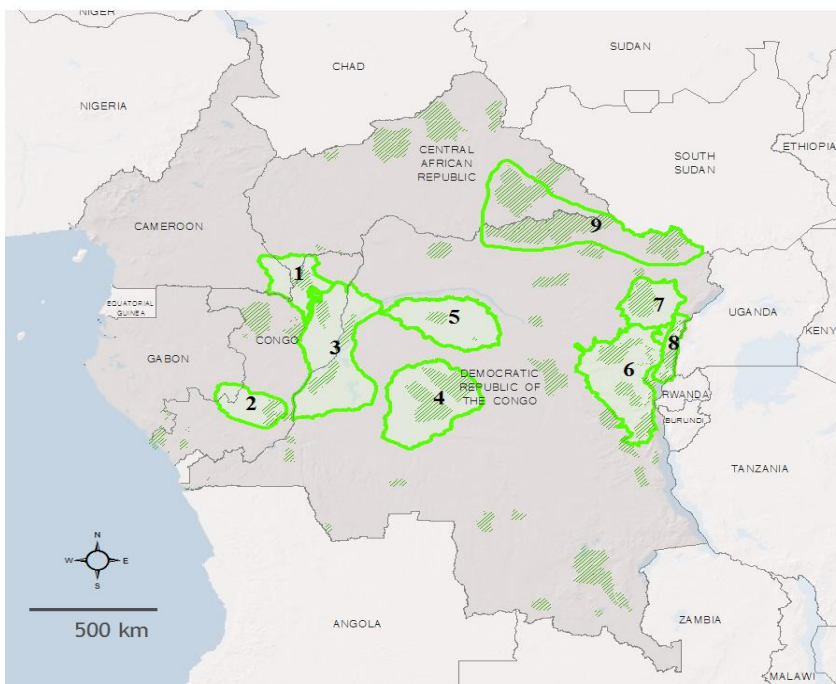 NIGER
SUDAN
CHAD
NIGERIA
CENTRAL
AFRICAN
REPUBLIC
ETHIOPIA
SOUTH
SUDAN
CAMEROON
9
1
EQUATORIAL
GUINEA
7
UGANDA
5
KENY
CONGO
3
8
GABON
6
DEMOCRATIC
REPUBLIC OF
THE CONGO
4
RWANDA
2
BURUNDI
TANZANIA
N
W
E
S
500 km
ANGOLA
ZAMBIA
MALAWI